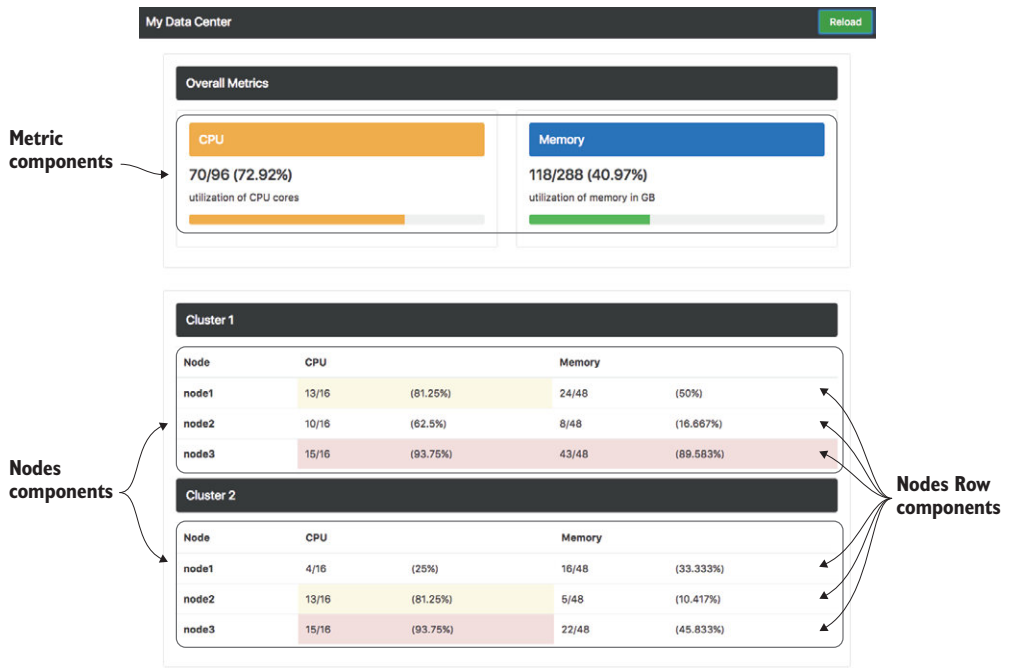 My Data Center Reload
Overall Metrics
Metric
components
CPU Memory
70/96 (72.92%) 118/288 (40.97%)
utilization of CPU cores utilization of memory in GB
Cluster 1
Node CPU Memory
node1 13/16 (81.25%) 24/48 (50%)
node2 10/16 (62.5%) 8/48 (16.667%)
node3 15/16 (93.75%) 43/48 (89.583%)
Nodes
components
Nodes Row
components
Cluster 2
Node CPU Memory
node1 4/16 (25%) 16/48 (33.333%)
node2 13/16 (81.25%) 5/48 (10.417%)
node3 15/16 (93.75%) 22/48 (45.833%)